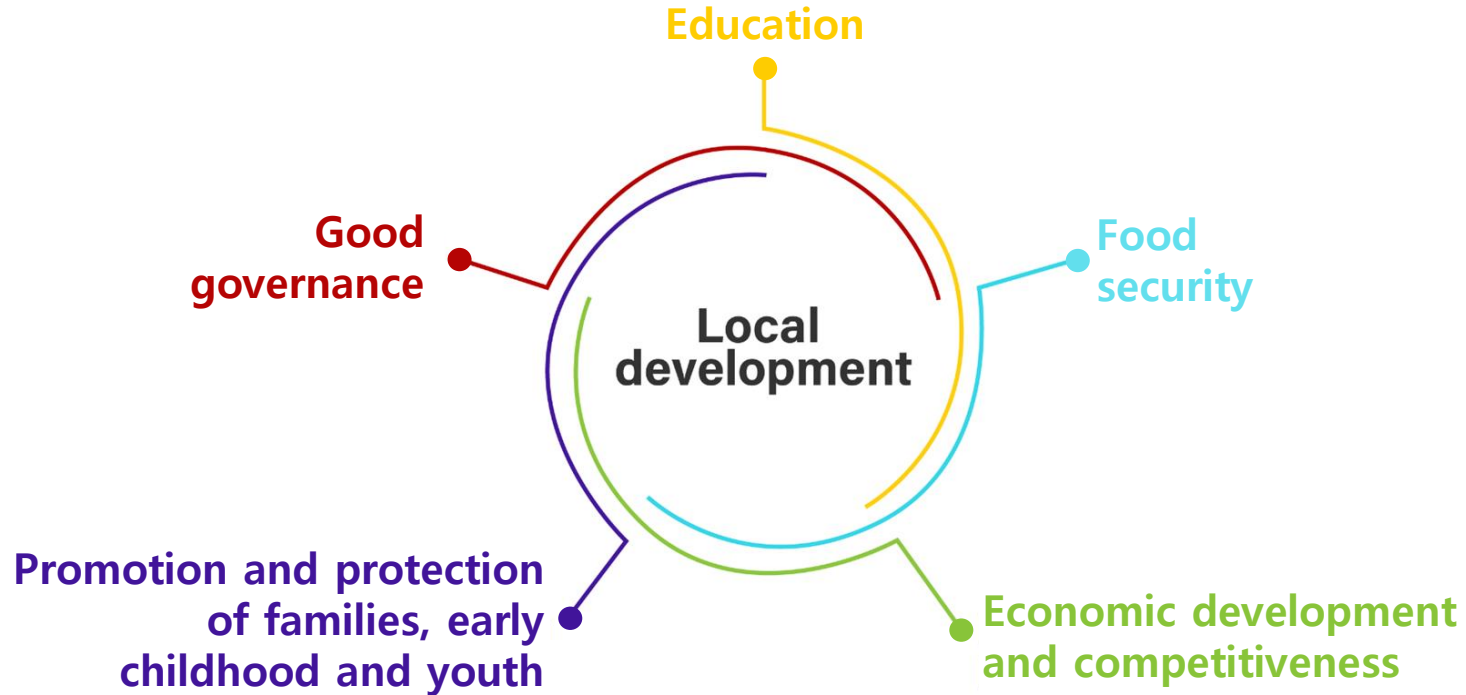 Education
Good
governance
Food
security
Local
development
Promotion and protection
of families, early
childhood and youth
Economic development
and competitiveness